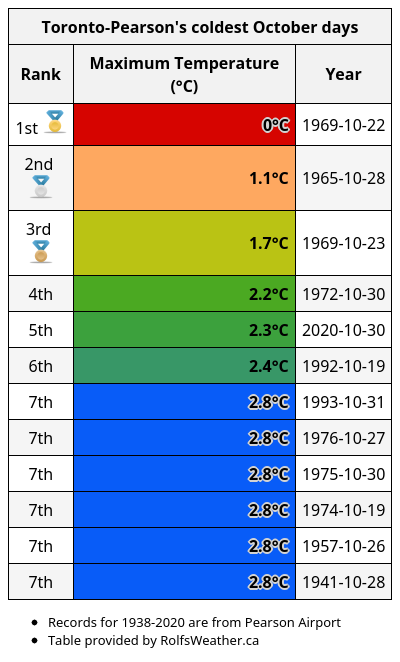 Toronto-Pearson's coldest October days
Rank Maximum Temperature (°C) Year
1st 0°C 1969-10-22
2nd 1.1°C 1965-10-28
3rd 1.7°C 1969-10-23
4th 2.2°C 1972-10-30
5th 2.3°C 2020-10-30
6th 2.4°C 1992-10-19
7th 2.8°C 1993-10-31
7th 2.8°C 1976-10-27
7th 2.8°C 1975-10-30
7th 2.8°C 1974-10-19
7th 2.8°C 1957-10-26
7th 2.8°C 1941-10-28
• Records for 1938-2020 are from Pearson Airport
• Table provided by RolfsWeather.ca